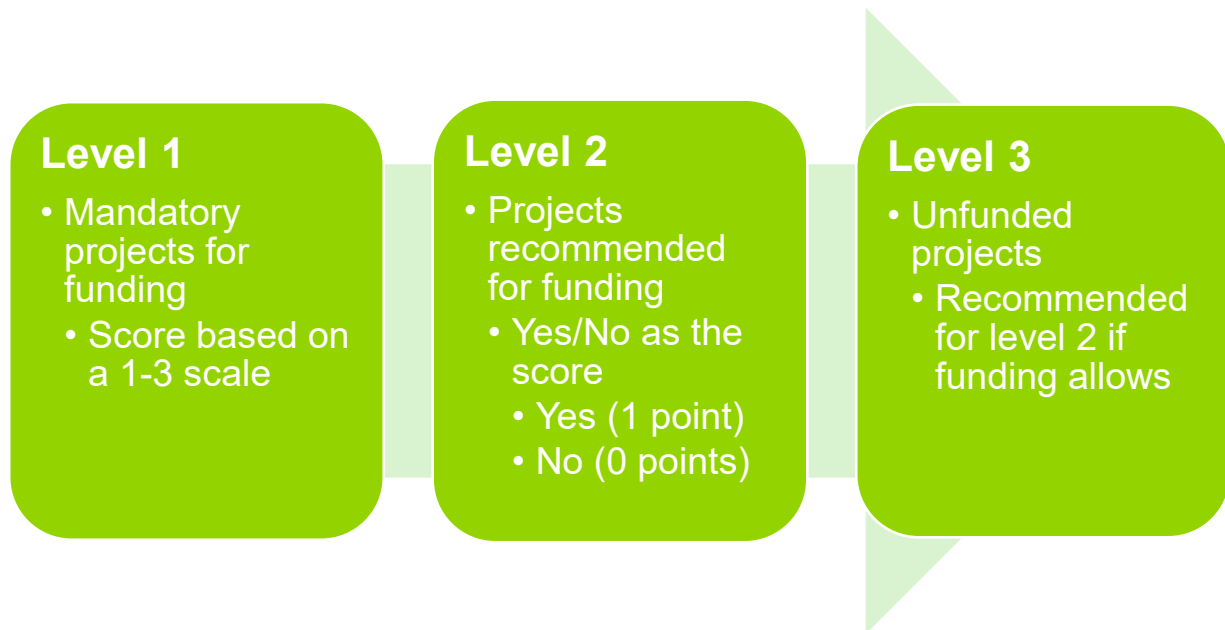 Level 1
• Mandatory
projects for
funding
• Score based on
a 1-3 scale
Level 2
• Projects
recommended
for funding
• Yes/No as the
score
• Yes (1 point)
• No (0 points)
Level 3
• Unfunded
projects
• Recommended
for level 2 if
funding allows